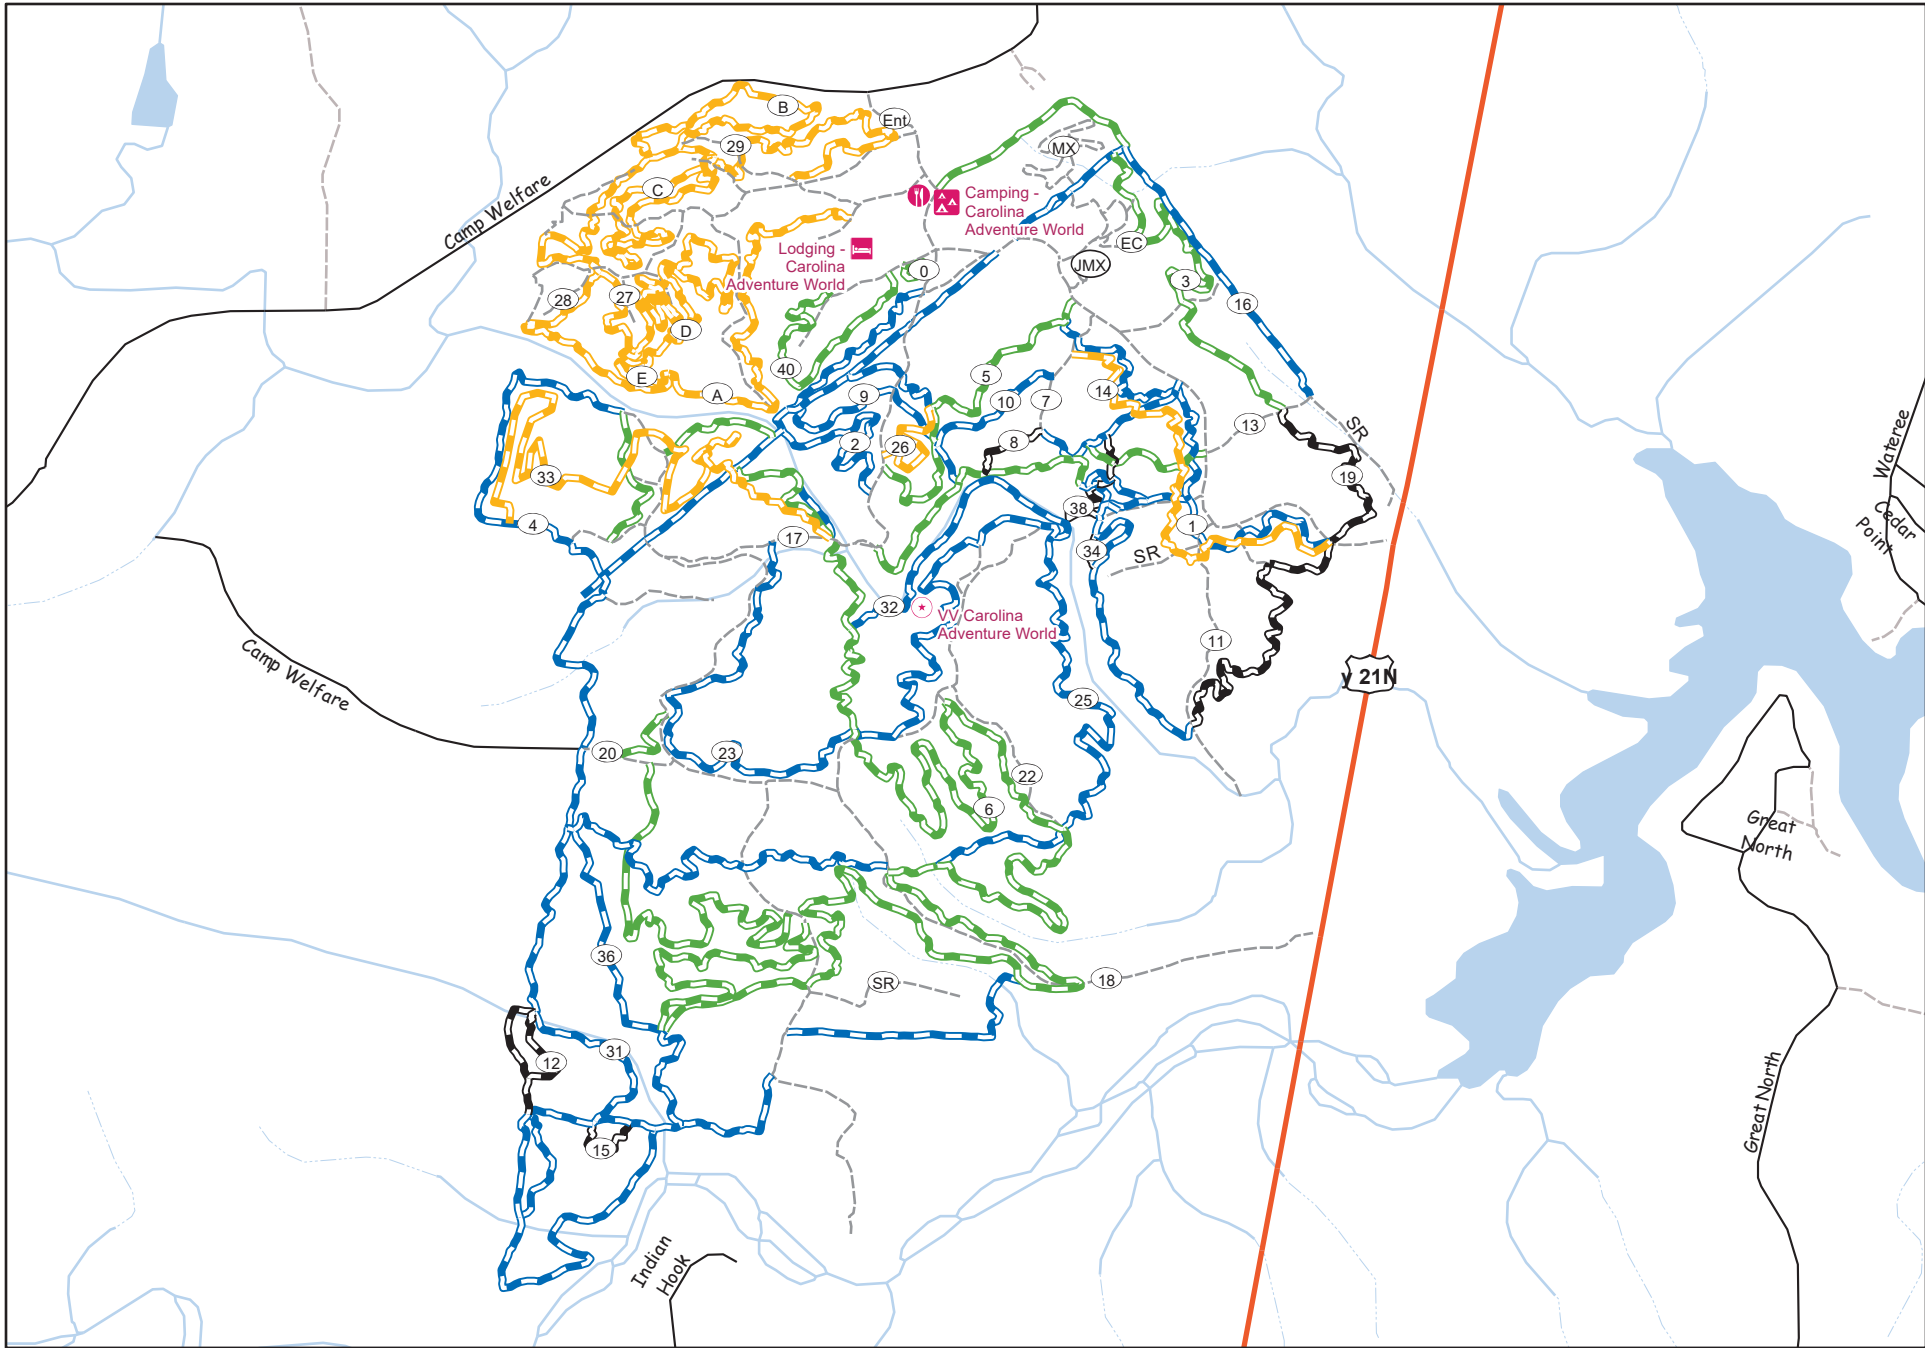 B
Ent
29
MX
C
Camping -
Carolina
Adventure World
Camp Welfare
EC
Lodging -
Carolina
Adventure World
JMX
0
3
28
27
16
D
40
5
E
A
9
10
7
14
13
SR
2
26
8
33
19
Wateree
38
4
1
Cedar
Point
17
34
SR
32
VV Carolina
Adventure World
11
Camp Welfare
y 21N
25
20
23
22
6
Great
North
36
18
SR
31
12
Great North
15
Indian
Hook